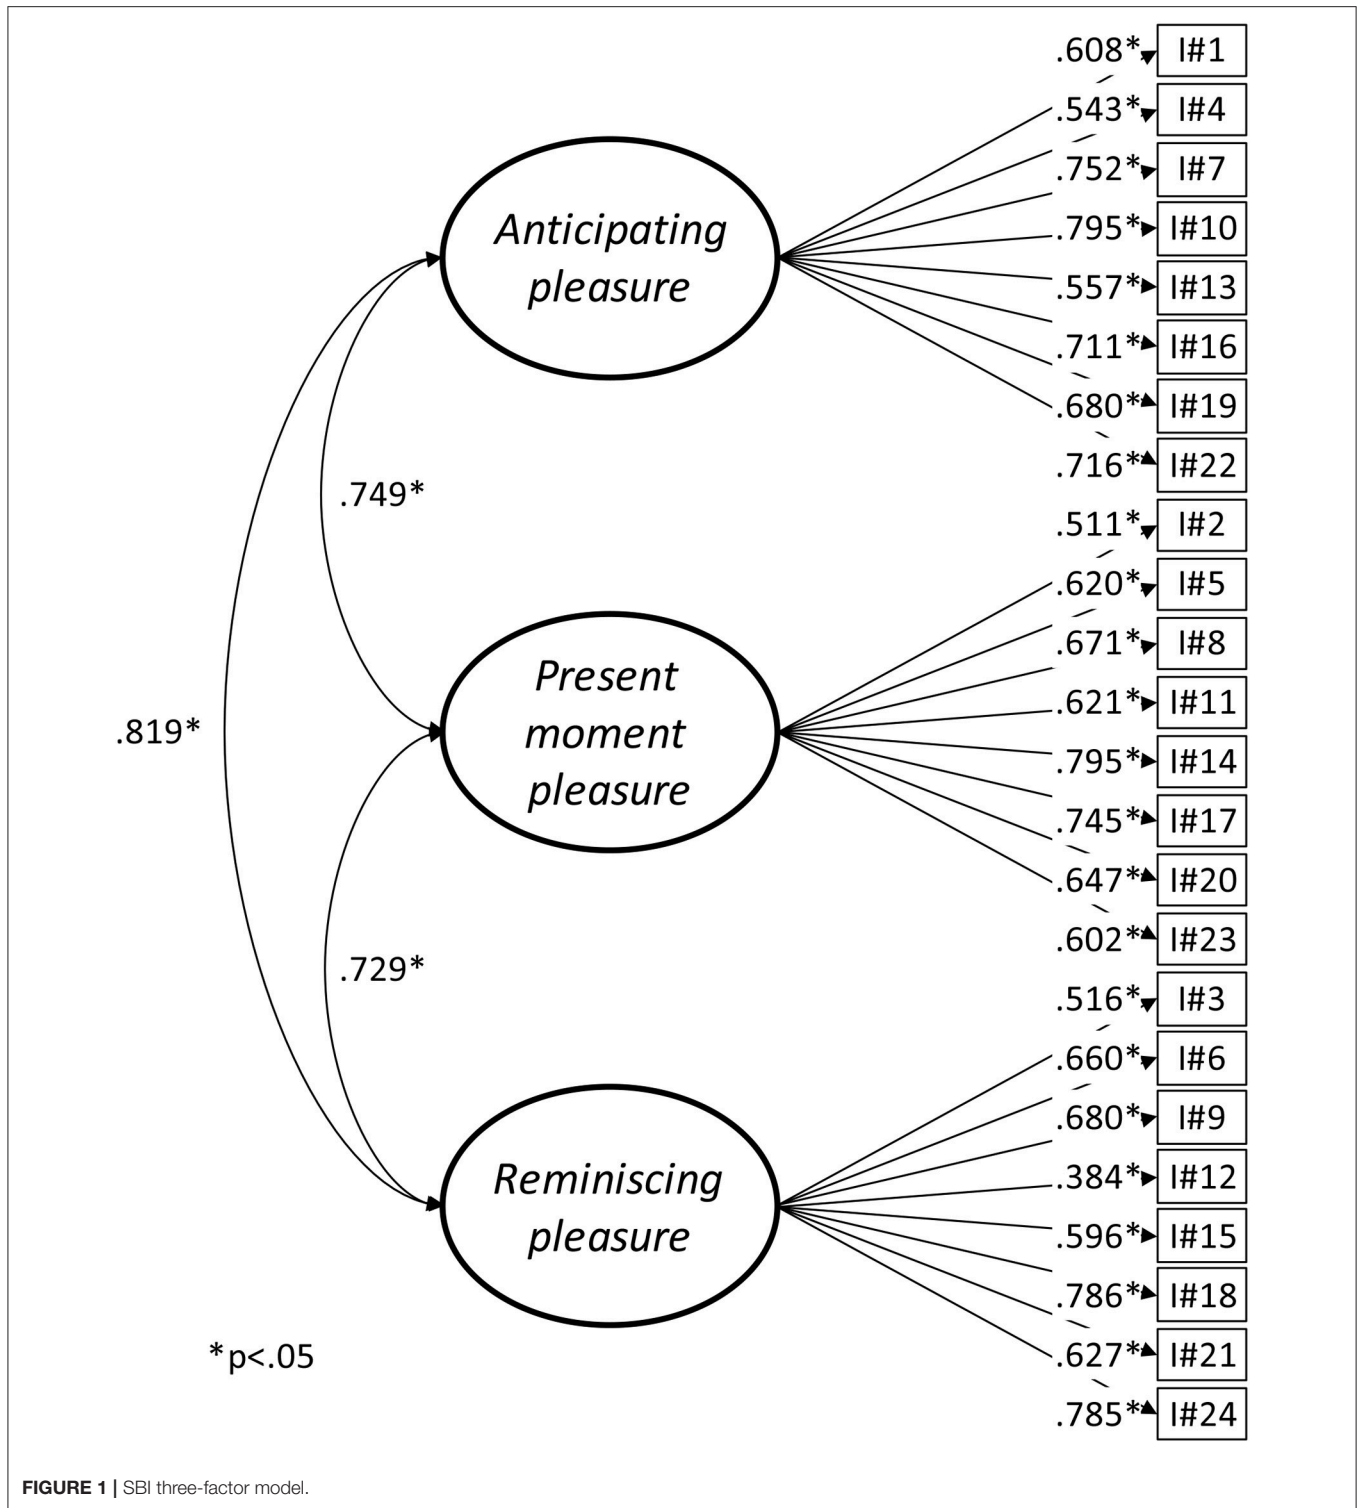 .608* I#1
.543* I#4
.752* I#7
.795* I#10
.557* I#13
.711* I#16
.680* I#19
.716* I#22
Anticipating
pleasure
.749*
.511* I#2
.620* I#5
.671* I#8
.621* I#11
.795* I#14
.745* I#17
.647* I#20
.602* I#23
Present
moment
pleasure
.819*
.729*
.516* I#3
.660* I#6
.680* I#9
.384* I#12
.596* I#15
.786* I#18
.627* I#21
.785* I#24
Reminiscing
pleasure
*p<.05
FIGURE 1 | SBI three-factor model.